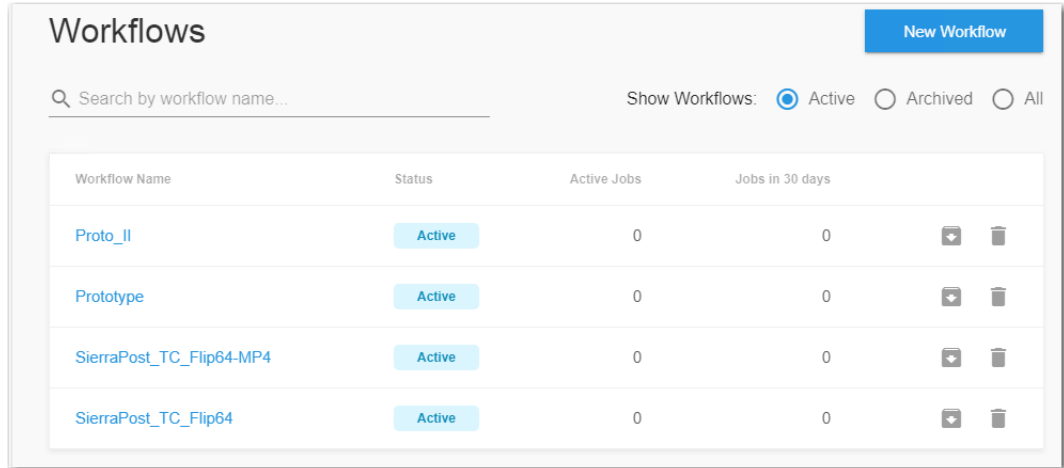 Workflows
New Workflow
Search by workflow name...
Show Workflows: Active Archived All
Workflow Name Status Active Jobs Jobs in 30 days
Proto_II Active 0 0
Prototype Active 0 0
SierraPost_TC_Flip64-MP4 Active 0 0
SierraPost_TC_Flip64 Active 0 0